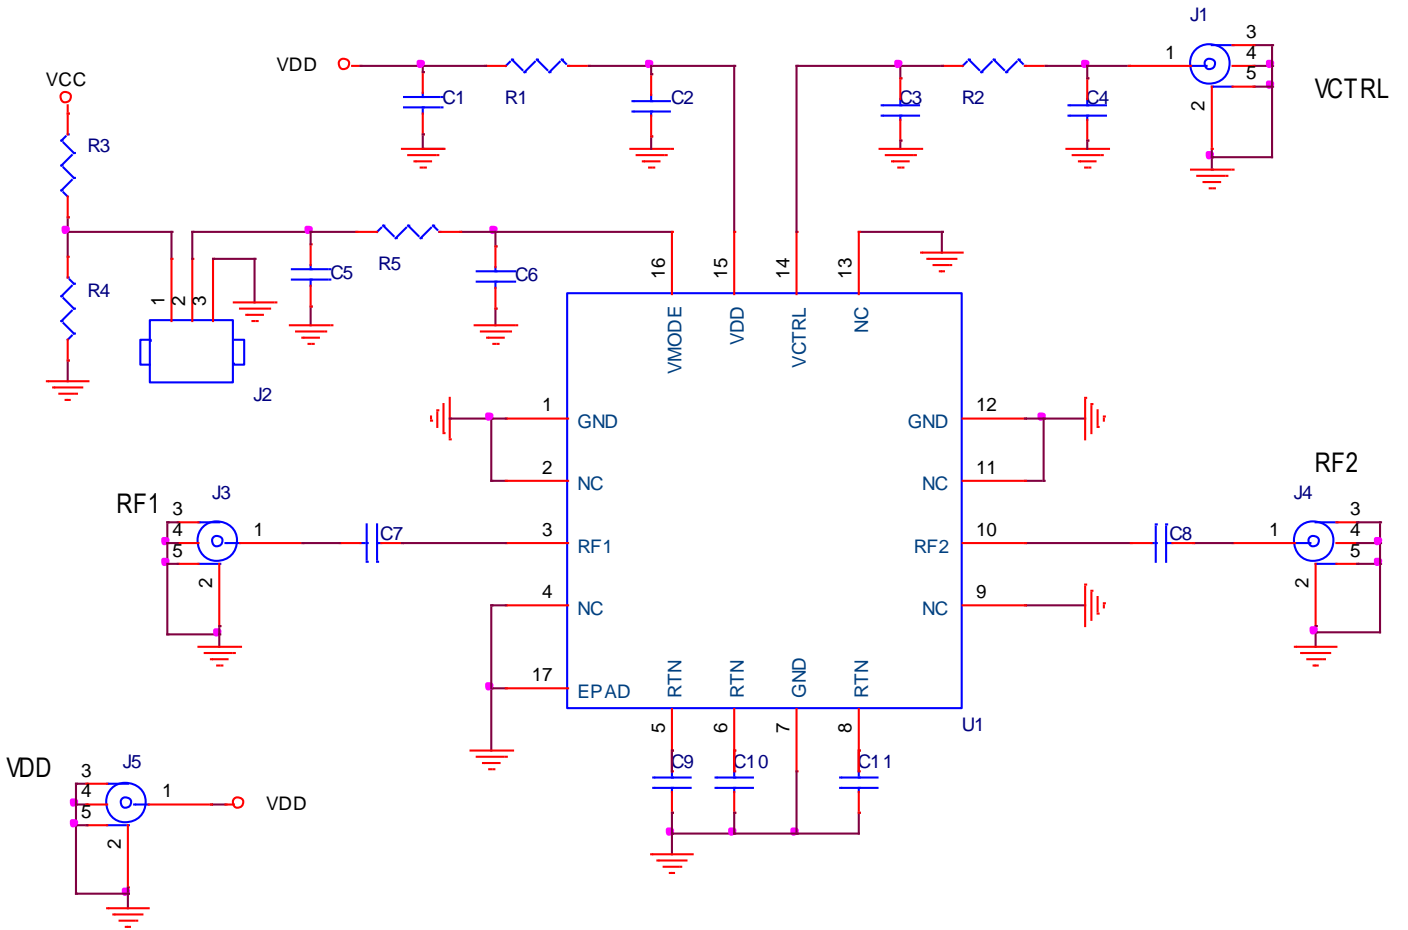 J1
3
4
5
1
2
VCTRL
VDD
C1
R1
C2
C3
R2
C4
VCC
R3
R4
1
2
3
J2
C5
R5
C6
16
15
14
13
VMODE
VDD
VCTRL
NC
1
GND
2
NC
3
RF1
4
NC
17
EPAD
12
GND
11
NC
10
RF2
9
NC
RTN
RTN
GND
RTN
5
6
7
8
U1
C9
C10
C11
RF1
J3
3
4
5
1
2
C7
C8
RF2
J4
3
4
5
1
2
VDD
J5
3
4
5
1
2
VDD